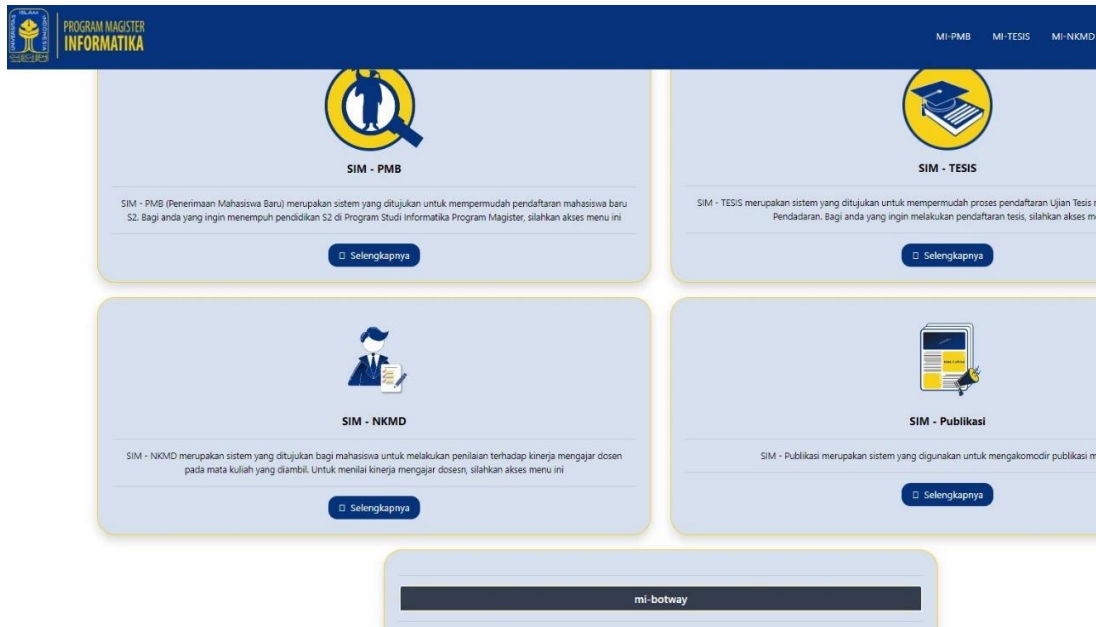 ISLAM
PROGRAM MAGISTER
INFORMATIKA
MI-PMB MI-TESIS MI-NKMD
SIM - PMB
SIM - PMB (Penerimaan Mahasiswa Baru) merupakan sistem yang ditujukan untuk mempermudah pendaftaran mahasiswa baru
S2. Bagi anda yang ingin menempuh pendidikan S2 di Program Studi Informatika Program Magister, silahkan akses menu ini
Selengkapnya
SIM - TESIS
SIM - TESIS merupakan sistem yang ditujukan untuk mempermudah proses pendaftaran Ujian Tesis
Pendadaran. Bagi anda yang ingin melakukan pendaftaran tesis, silahkan akses m
Selengkapnya
SIM - NKMD
SIM - NKMD merupakan sistem yang ditujukan bagi mahasiswa untuk melakukan penilaian terhadap kinerja mengajar dosen
pada mata kuliah yang diambil. Untuk menilai kinerja mengajar dosesn, silahkan akses menu ini
Selengkapnya
SIM - Publikasi
SIM - Publikasi merupakan sistem yang digunakan untuk mengakomodir publikasi m
Selengkapnya
mi-botway